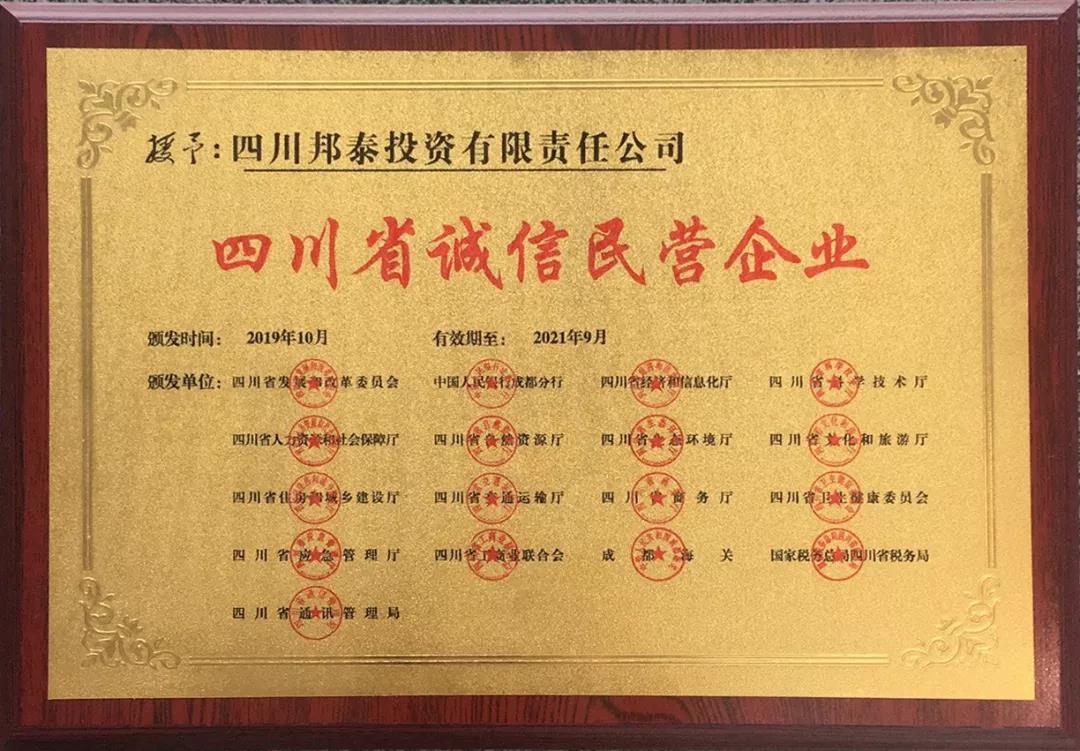 授予：四川邦泰投资有限责任公司
四川省诚信民营企业
颁发时间： 2019年10月 有效期至： 2021年9月
颁发单位： 四川省发展和改革委员会 中国人民银行成都分行 四川省经济和信息化厅 四川省科学技术厅
四川省人力资源和社会保障厅 四川省自然资源厅 四川省生态环境厅 四川省文化和旅游厅
四川省住房和城乡建设厅 四川省交通运输厅 四川省商务厅 四川省卫生健康委员会
四川省应急管理厅 四川省工商业联合会 成都海关 国家税务总局四川省税务局
四川省通讯管理局